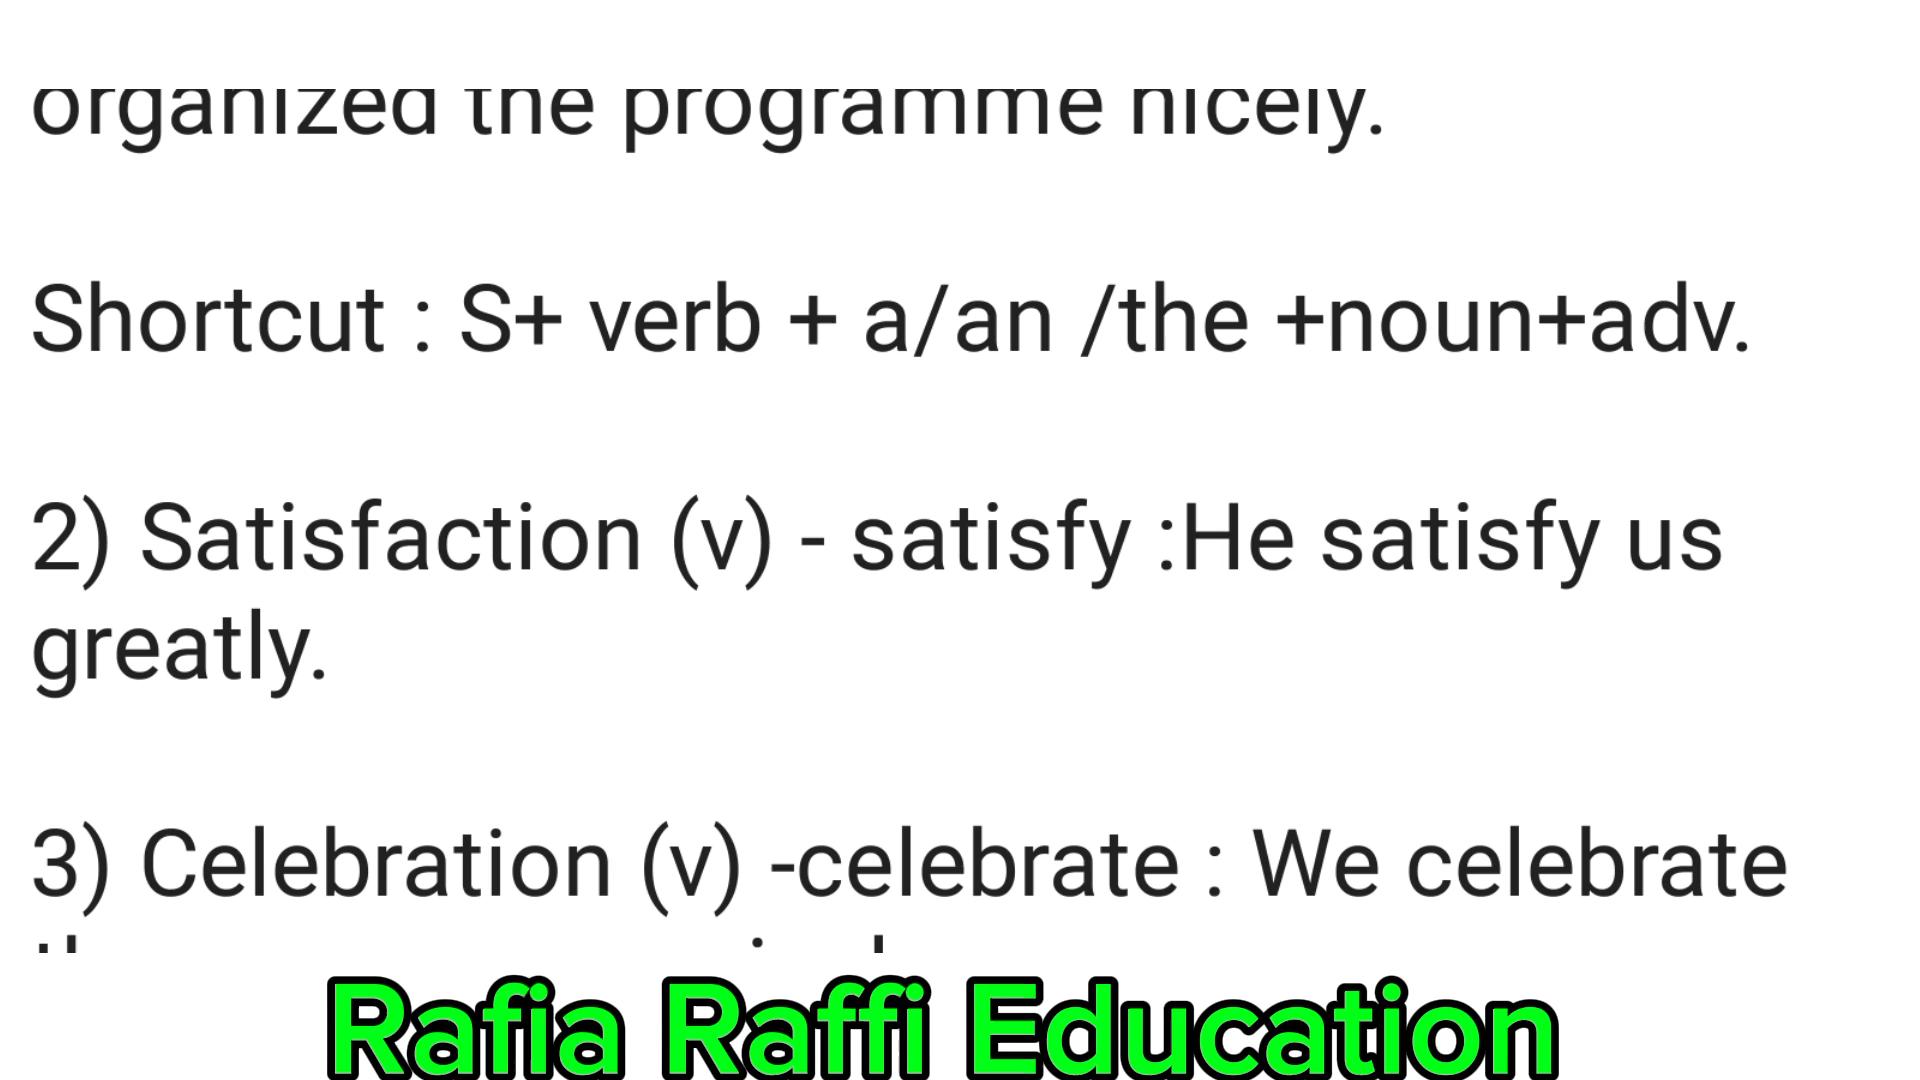 organized the programme nicely.
Shortcut : S+ verb + a/an /the +noun+adv.
2) Satisfaction (v) - satisfy :He satisfy us
greatly.
3) Celebration (v) -celebrate : We celebrate
Rafia Raffi Education